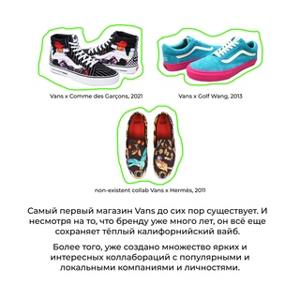 Vans x Comme des Garçons, 2021
Vans x Golf Wang, 2013
non-existent collab Vans x Hermés, 2011
Самый первый магазин Vans до сих пор существует. И
несмотря на то, что бренду уже много лет, он всё еще
сохраняет тёплый калифорнийский вайб.
Более того, уже создано множество ярких и
интересных коллабораций с популярными и
локальными компаниями и личностями.